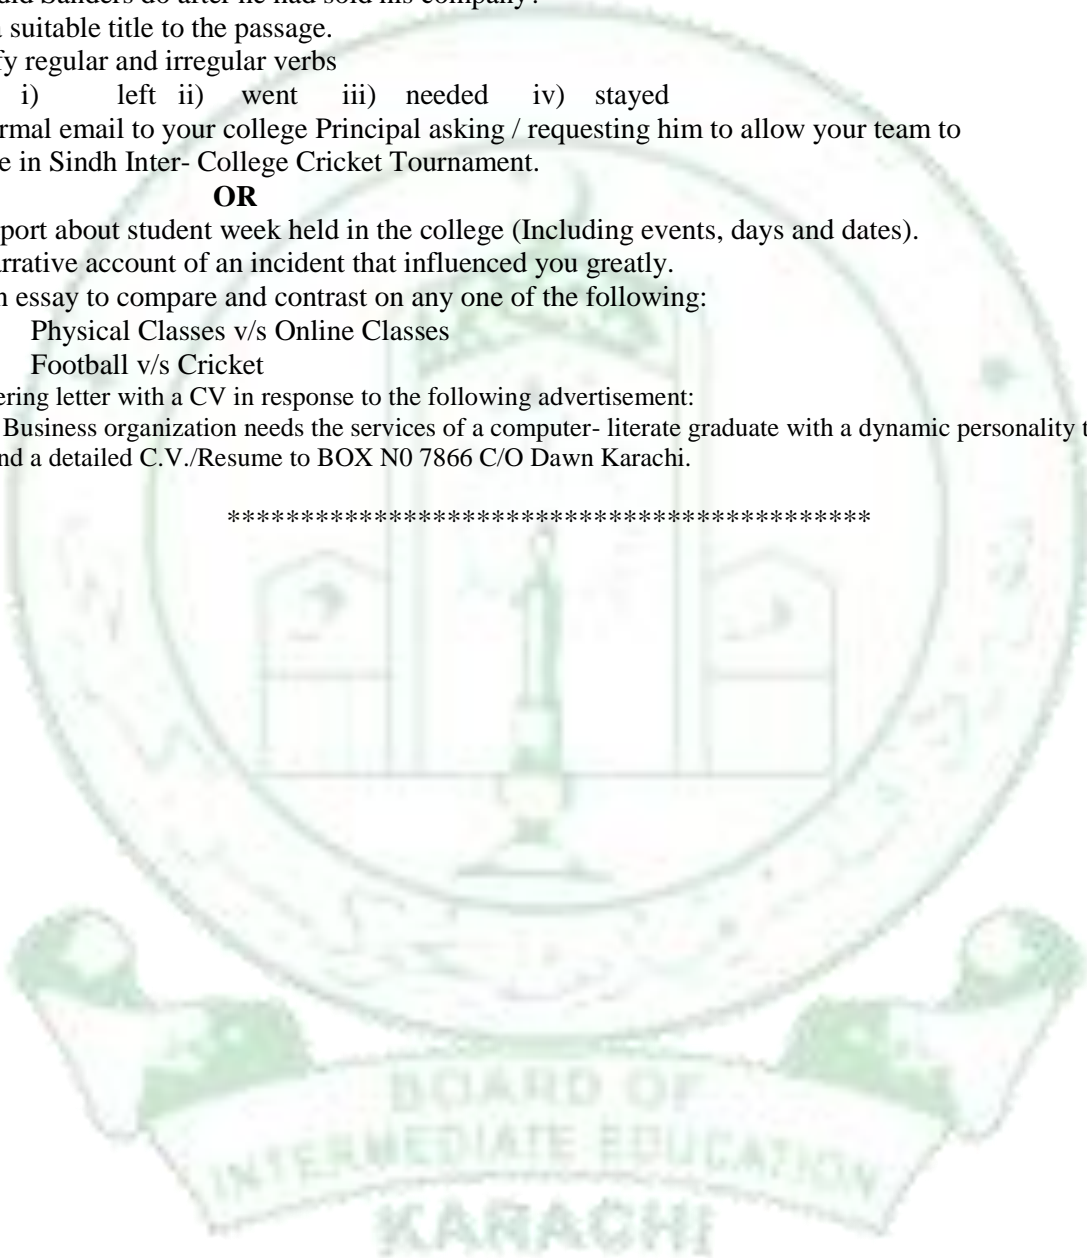 did Sanders do after he had sold his company?
a suitable title to the passage.
fy regular and irregular verbs
i) left ii) went iii) needed iv) stayed
rmal email to your college Principal asking / requesting him to allow your team to
e in Sindh Inter- College Cricket Tournament.
OR
port about student week held in the college (Including events, days and dates).
arrative account of an incident that influenced you greatly.
n essay to compare and contrast on any one of the following:
Physical Classes v/s Online Classes
Football v/s Cricket
ering letter with a CV in response to the following advertisement:
Business organization needs the services of a computer- literate graduate with a dynamic personality t
nd a detailed C.V./Resume to BOX N0 7866 C/O Dawn Karachi.
********************************************
BOARD OF
INTERMEDIATE EDUCATION
KARACHI